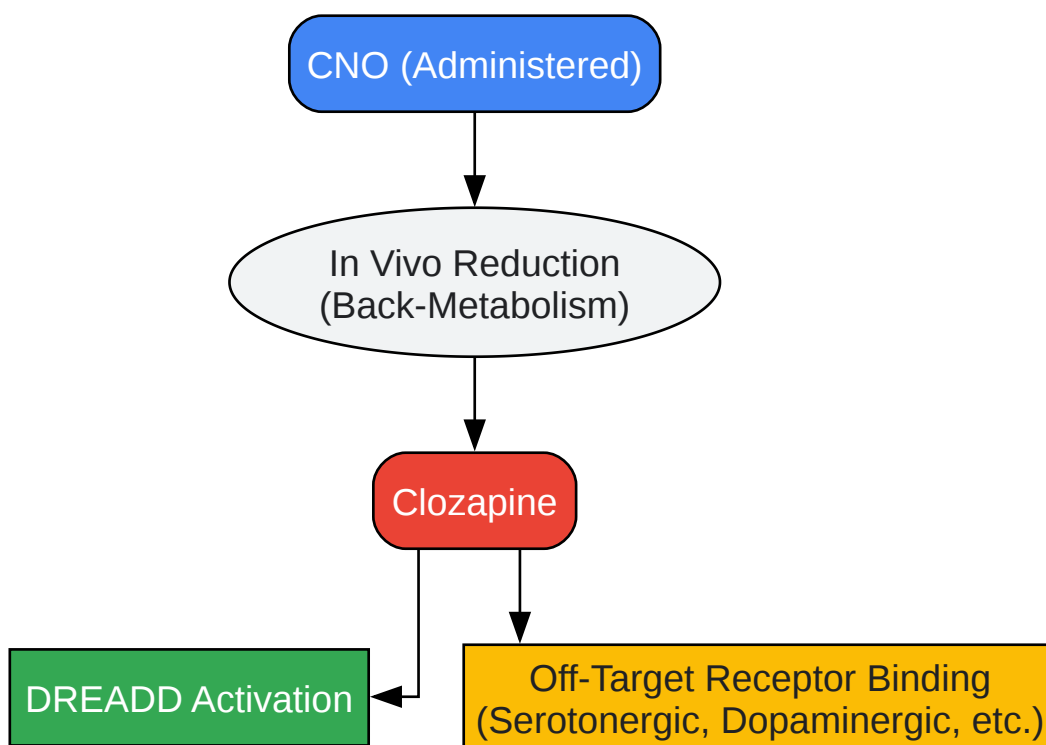 CNO (Administered)
In Vivo Reduction
(Back-Metabolism)
Clozapine
DREADD Activation
Off-Target Receptor Binding
(Serotonergic, Dopaminergic, etc.)